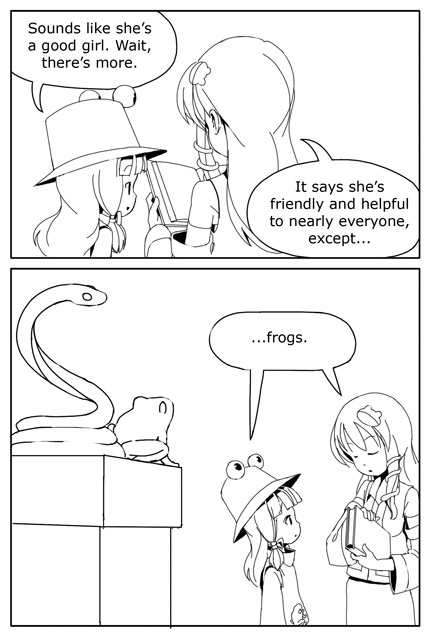 Sounds like she's
a good girl. Wait,
there's more.
It says she's
friendly and helpful
to nearly everyone,
except...
...frogs.